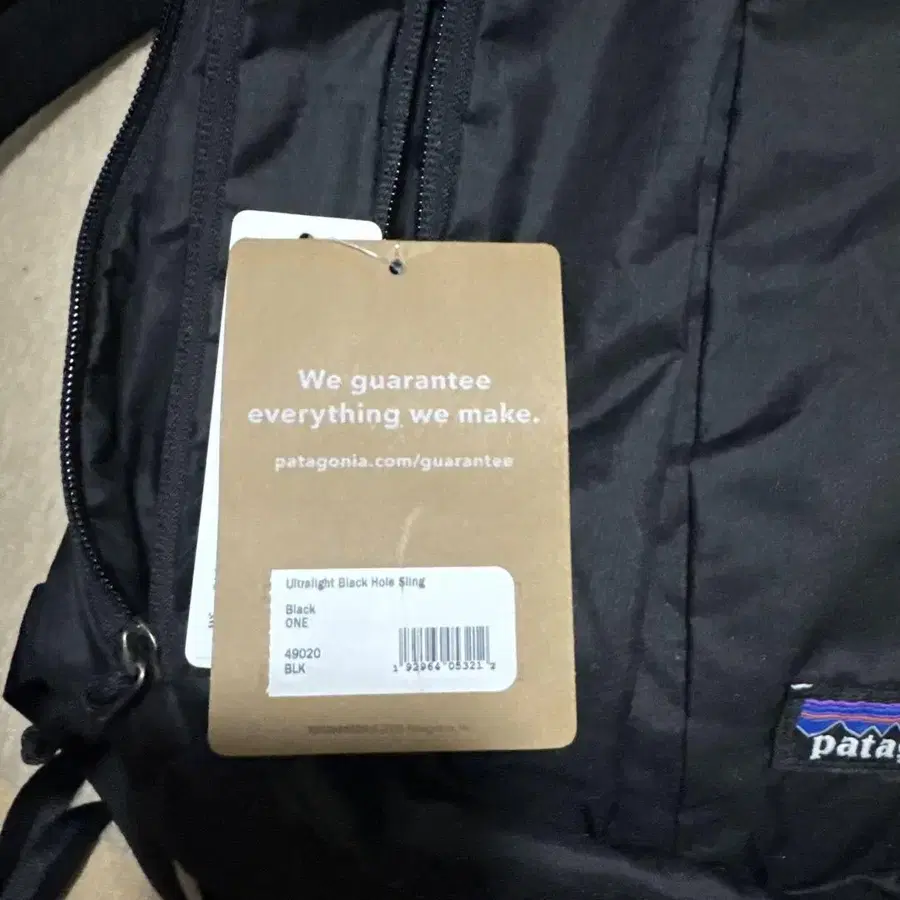 We guarantee
everything we make.
patagonia.com/guarantee
Ultralight Black Hole Sling
Black
ONE
49020
BLK
1 92964 05321 2
patag